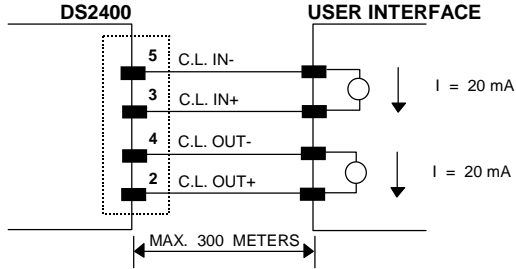 DS2400 USER INTERFACE
5 C.L. IN-
3 C.L. IN+
I = 20 mA
4 C.L. OUT-
2 C.L. OUT+
I = 20 mA
MAX. 300 METERS